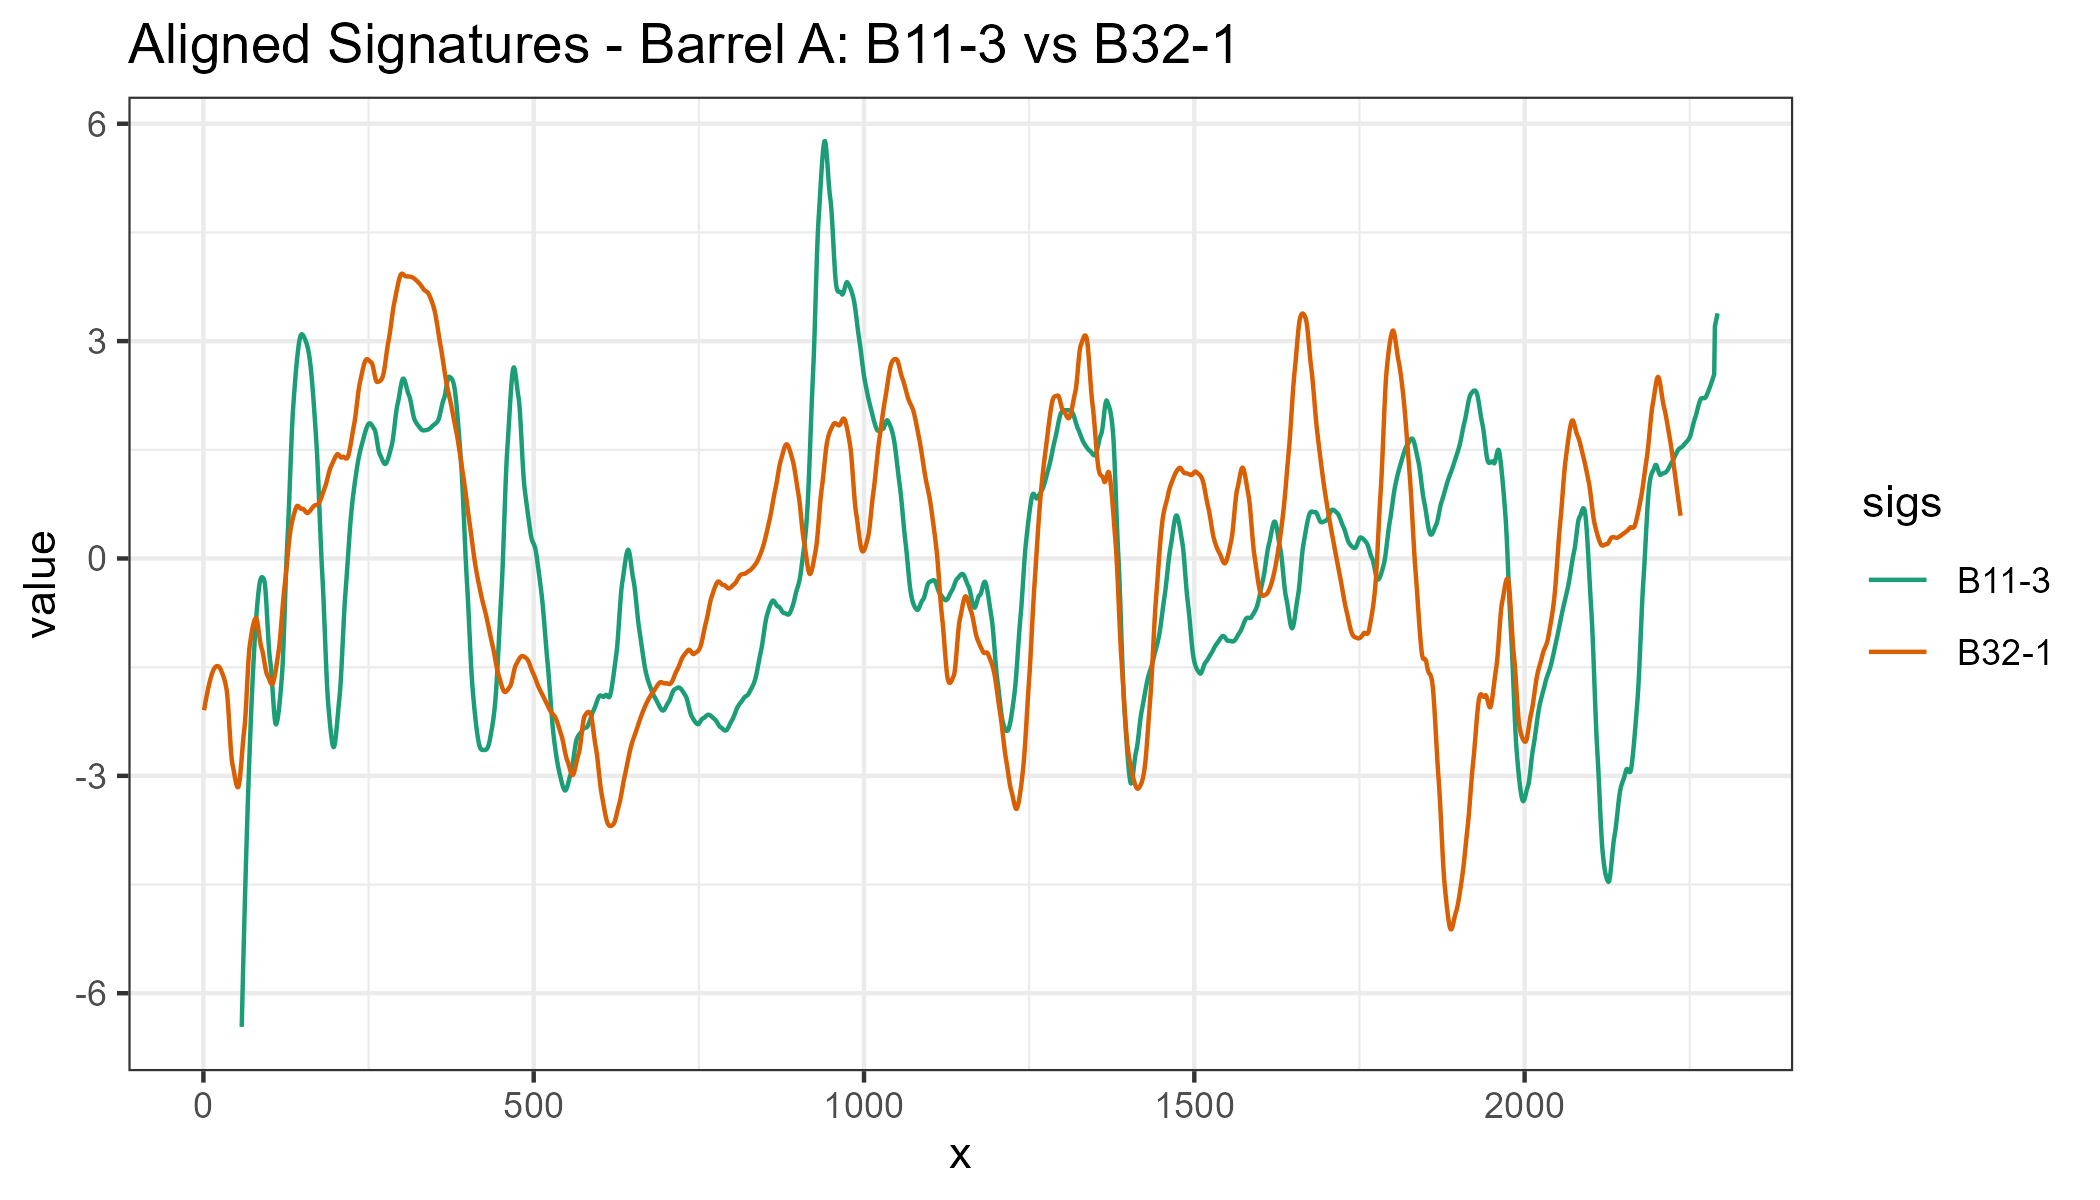 Aligned Signatures - Barrel A: B11-3 vs B32-1
6
3
0
-3
-6
value
0 500 1000 1500 2000
x
sigs
B11-3
B32-1